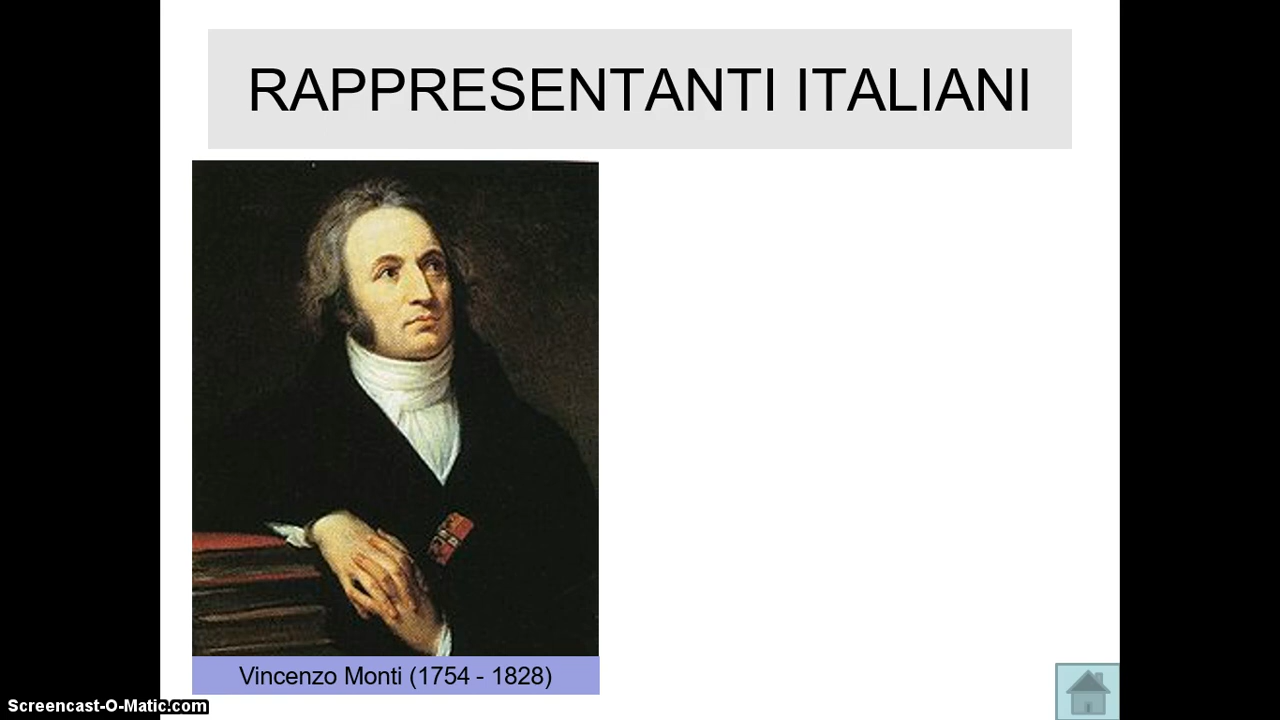 RAPPRESENTANTI ITALIANI
Vincenzo Monti (1754 - 1828)
Screencast-O-Matic.com